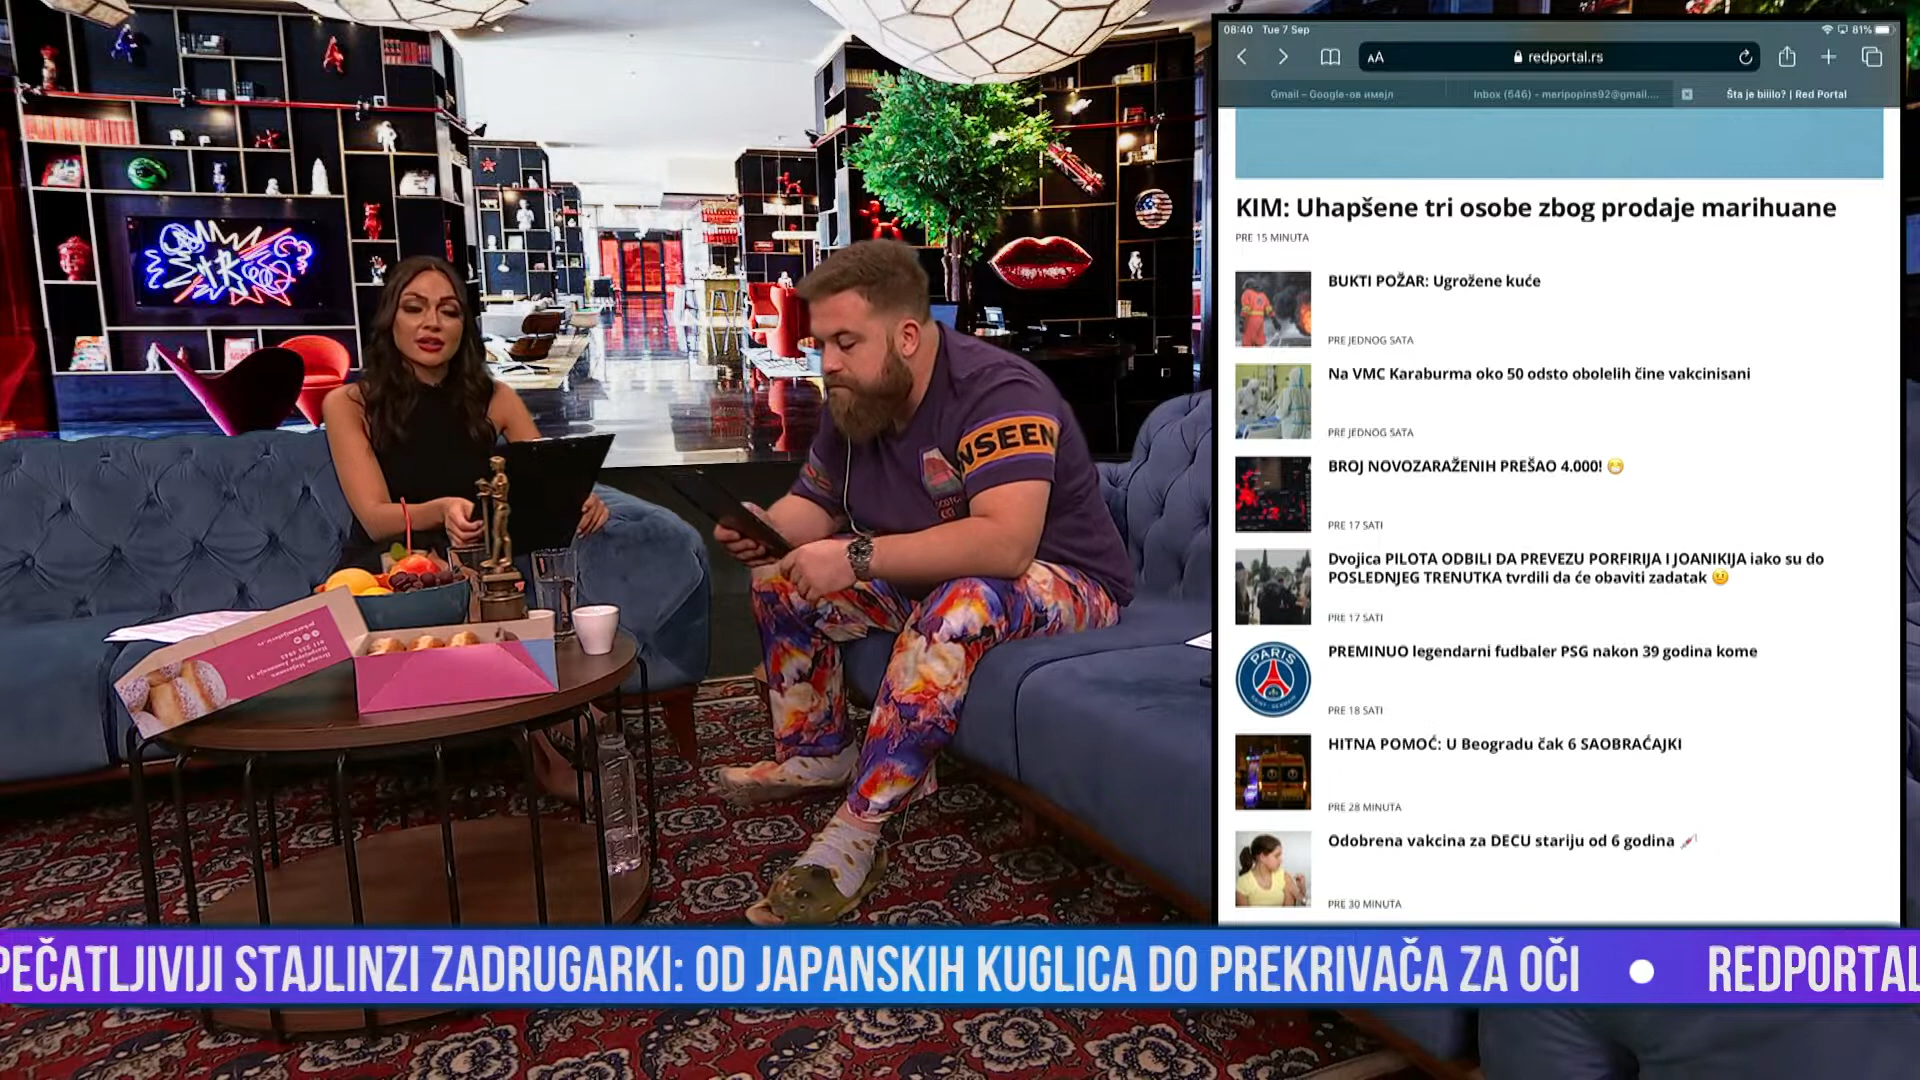 08:40 Tue 7 Sep
81%
AA
redportal.rs
Gmail – Google-ов имејл
Inbox (546) - meripopins92@gmail....
Šta je biiilo? | Red Portal
KIM: Uhapšene tri osobe zbog prodaje marihuane
PRE 15 MINUTA
BUKTI POŽAR: Ugrožene kuće
PRE JEDNOG SATA
Na VMC Karaburma oko 50 odsto obolelih čine vakcinisani
PRE JEDNOG SATA
BROJ NOVOZARAŽENIH PREŠAO 4.000! 😷
PRE 17 SATI
Dvojica PILOTA ODBILI DA PREVEZU PORFIRIJA I JOANIKIJA iako su do
POSLEDNJEG TRENUTKA tvrdili da će obaviti zadatak 😐
PRE 17 SATI
PARIS
PREMINUO legendarni fudbaler PSG nakon 39 godina kome
PRE 18 SATI
HITNA POMOĆ: U Beogradu čak 6 SAOBRAĆAJKI
PRE 28 MINUTA
Odobrena vakcina za DECU stariju od 6 godina 💉
PRE 30 MINUTA
NSEEN
PEČATLJIVIJI STAJLINZI ZADRUGARKI: OD JAPANSKIH KUGLICA DO PREKRIVAČA ZA OČI • REDPORTAL